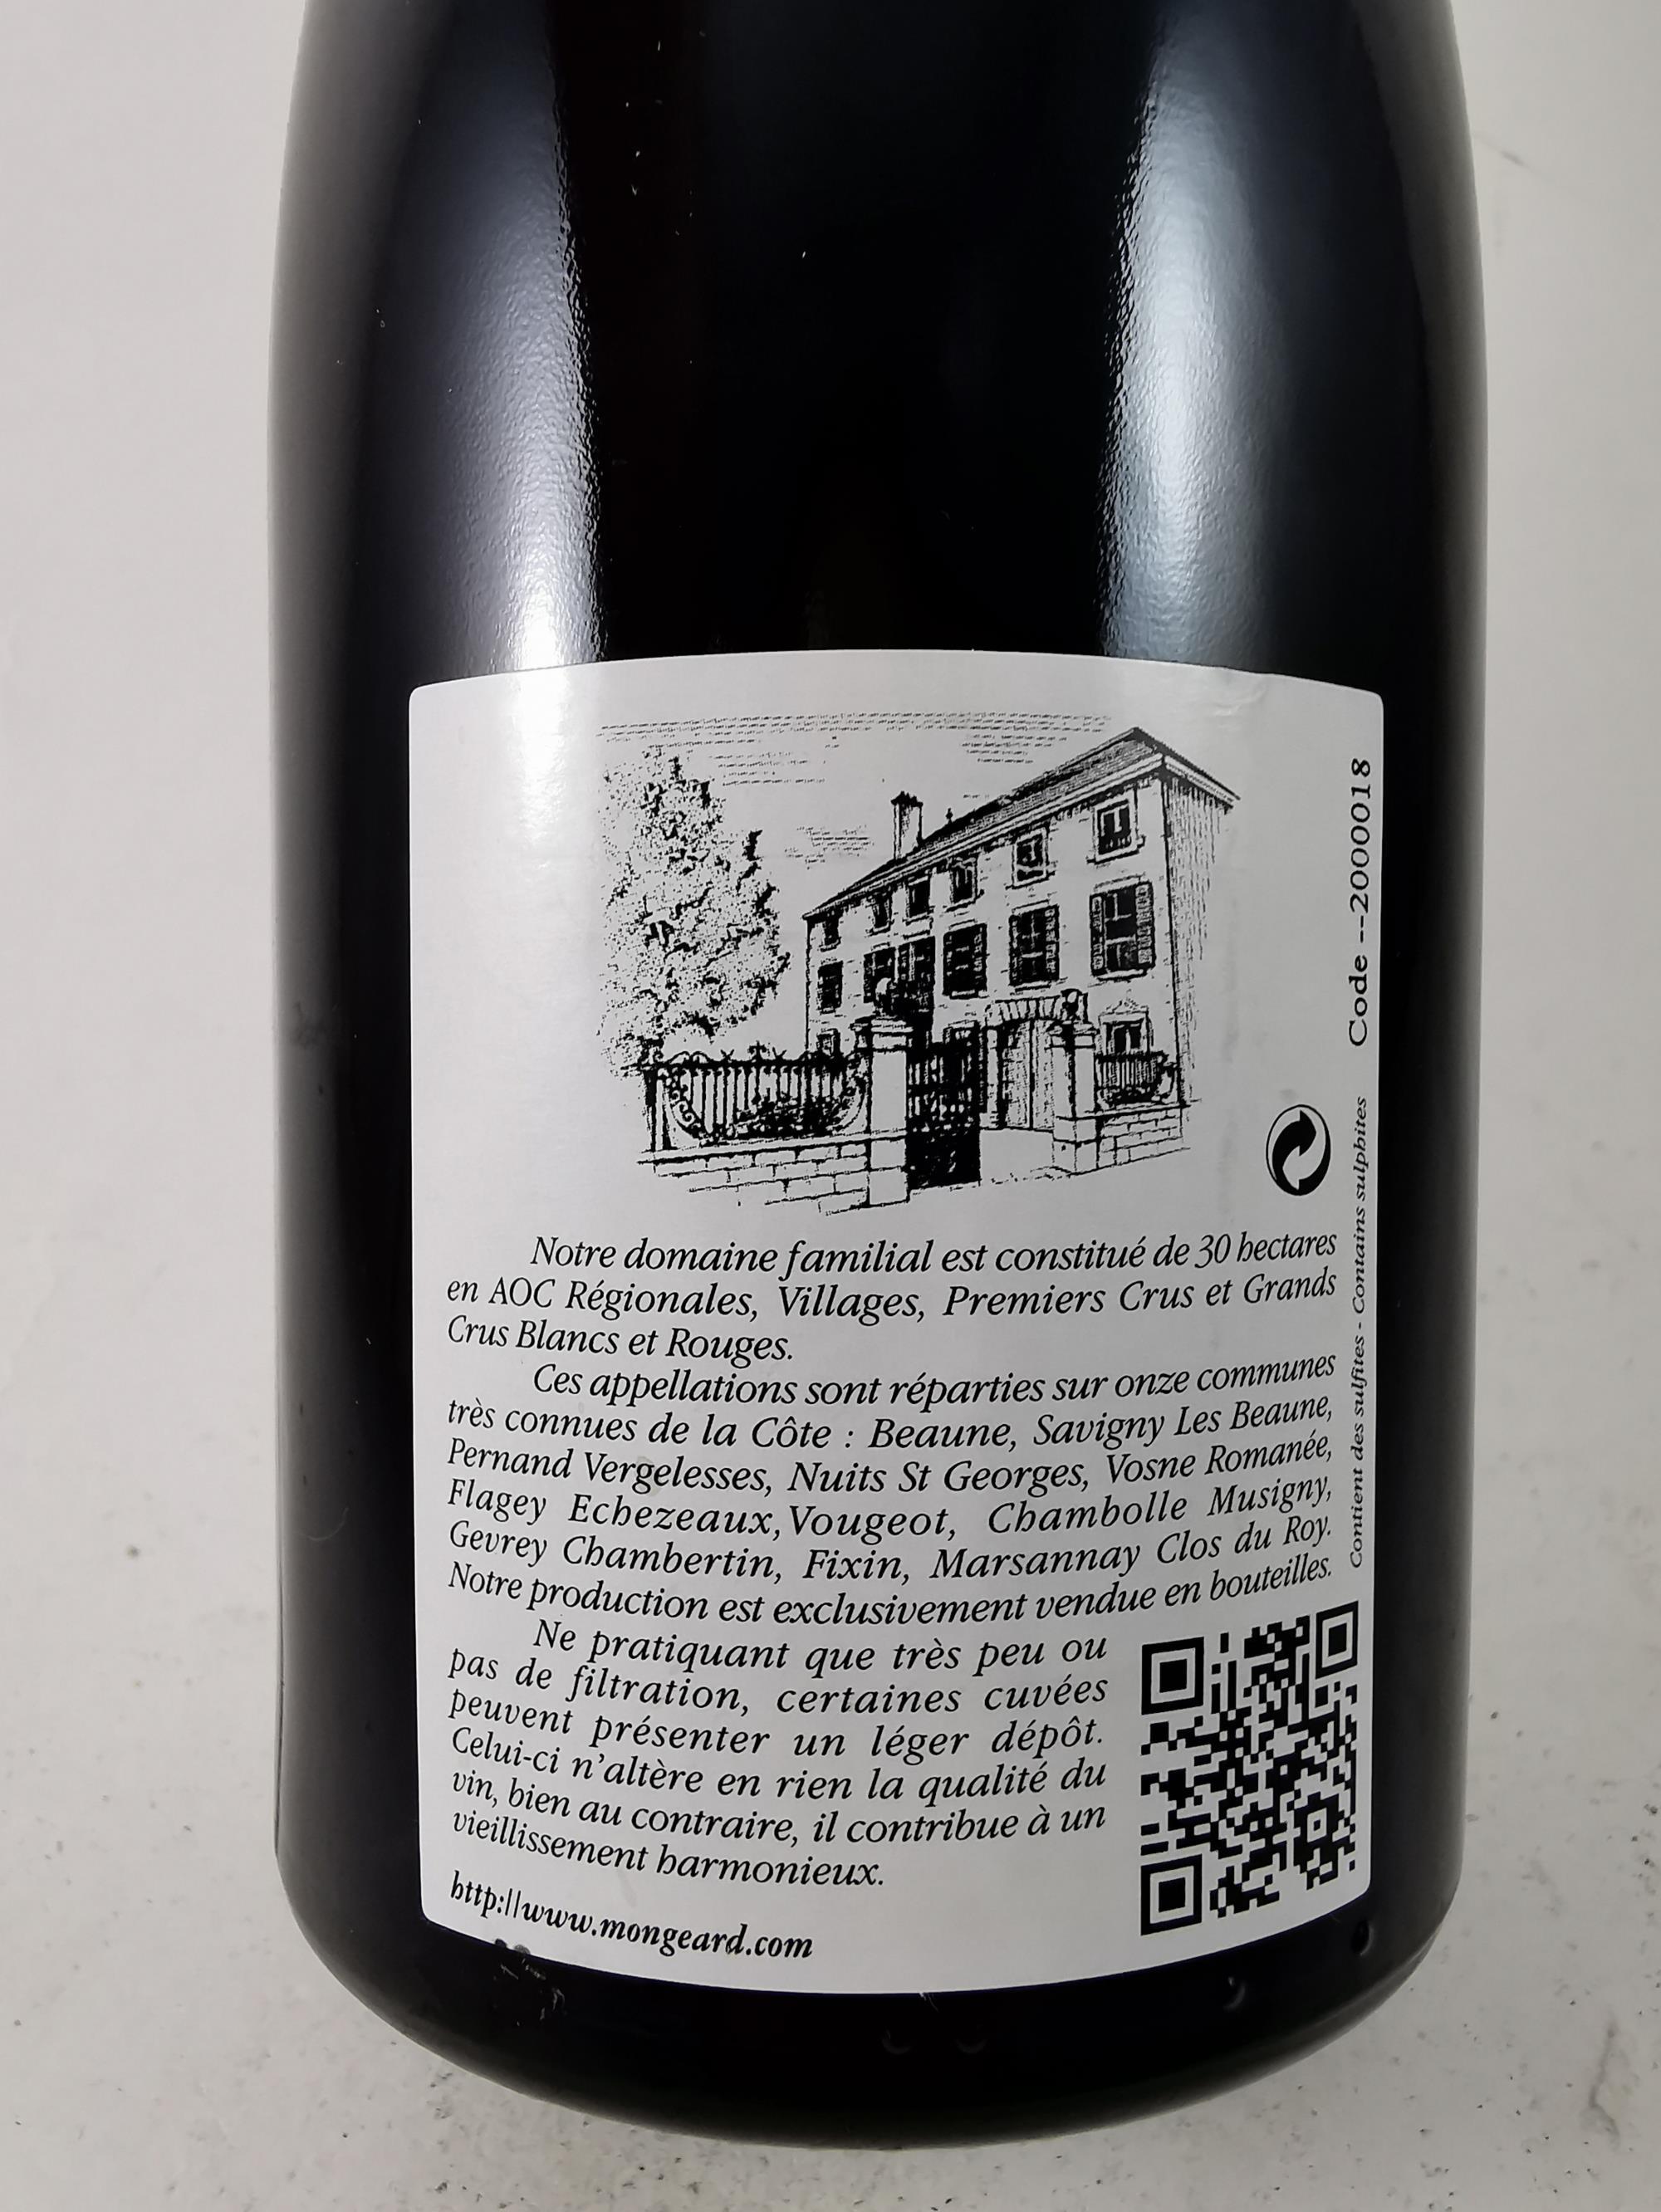 Notre domaine familial est constitué de 30 hectares
en AOC Régionales, Villages, Premiers Crus et Grands
Crus Blancs et Rouges.
Ces appellations sont réparties sur onze communes
très connues de la Côte : Beaune, Savigny Les Beaune,
Pernand Vergelesses, Nuits St Georges, Vosne Romanée,
Flagey Echezeaux, Vougeot, Chambolle Musigny,
Gevrey Chambertin, Fixin, Marsannay Clos du Roy.
Notre production est exclusivement vendue en bouteilles.
Ne pratiquant que très peu ou
pas de filtration, certaines cuvées
peuvent présenter un léger dépôt.
Celui-ci n'altère en rien la qualité du
vin, bien au contraire, il contribue à un
vieillissement harmonieux.
http://www.mongeard.com
Contient des sulfites - Contains sulphites Code --2000018